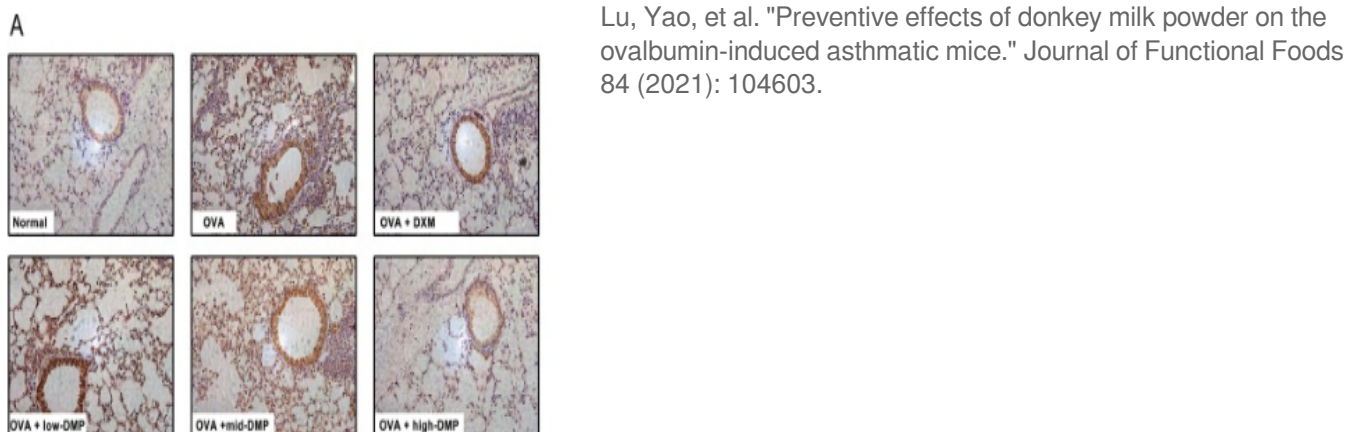 A
Lu, Yao, et al. "Preventive effects of donkey milk powder on the
ovalbumin-induced asthmatic mice." Journal of Functional Foods
84 (2021): 104603.
Normal
OVA
OVA + DXM
OVA + low-DMP
OVA +mid-DMP
OVA + high-DMP